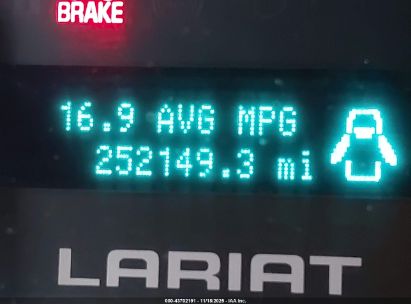 BRAKE
16.9 AVG MPG
252149.3 mi
LARIAT